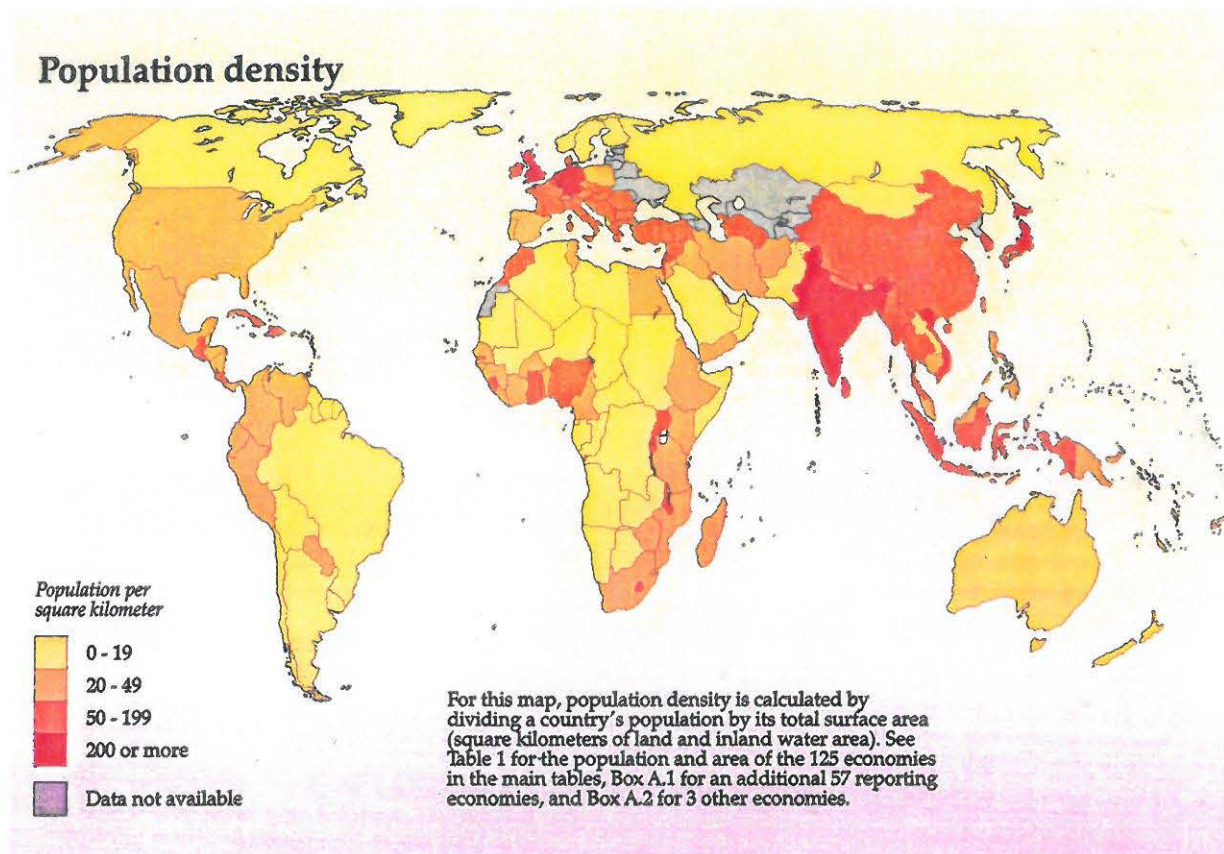 Population density
Population per
square kilometer
0 - 19
20 - 49
50 - 199
200 or more
Data not available
For this map, population density is calculated by
dividing a country's population by its total surface area
(square kilometers of land and inland water area). See
Table 1 for the population and area of the 125 economies
in the main tables, Box A.1 for an additional 57 reporting
economies, and Box A.2 for 3 other economies.